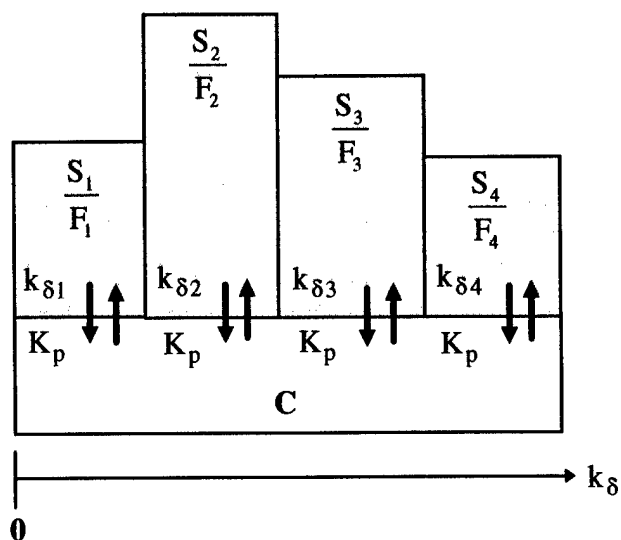 S₂
F₂
S₃
F₃
S₁
F₁
S₄
F₄
kδ1 kδ2 kδ3 kδ4
Kp Kp Kp Kp
C
kδ
0